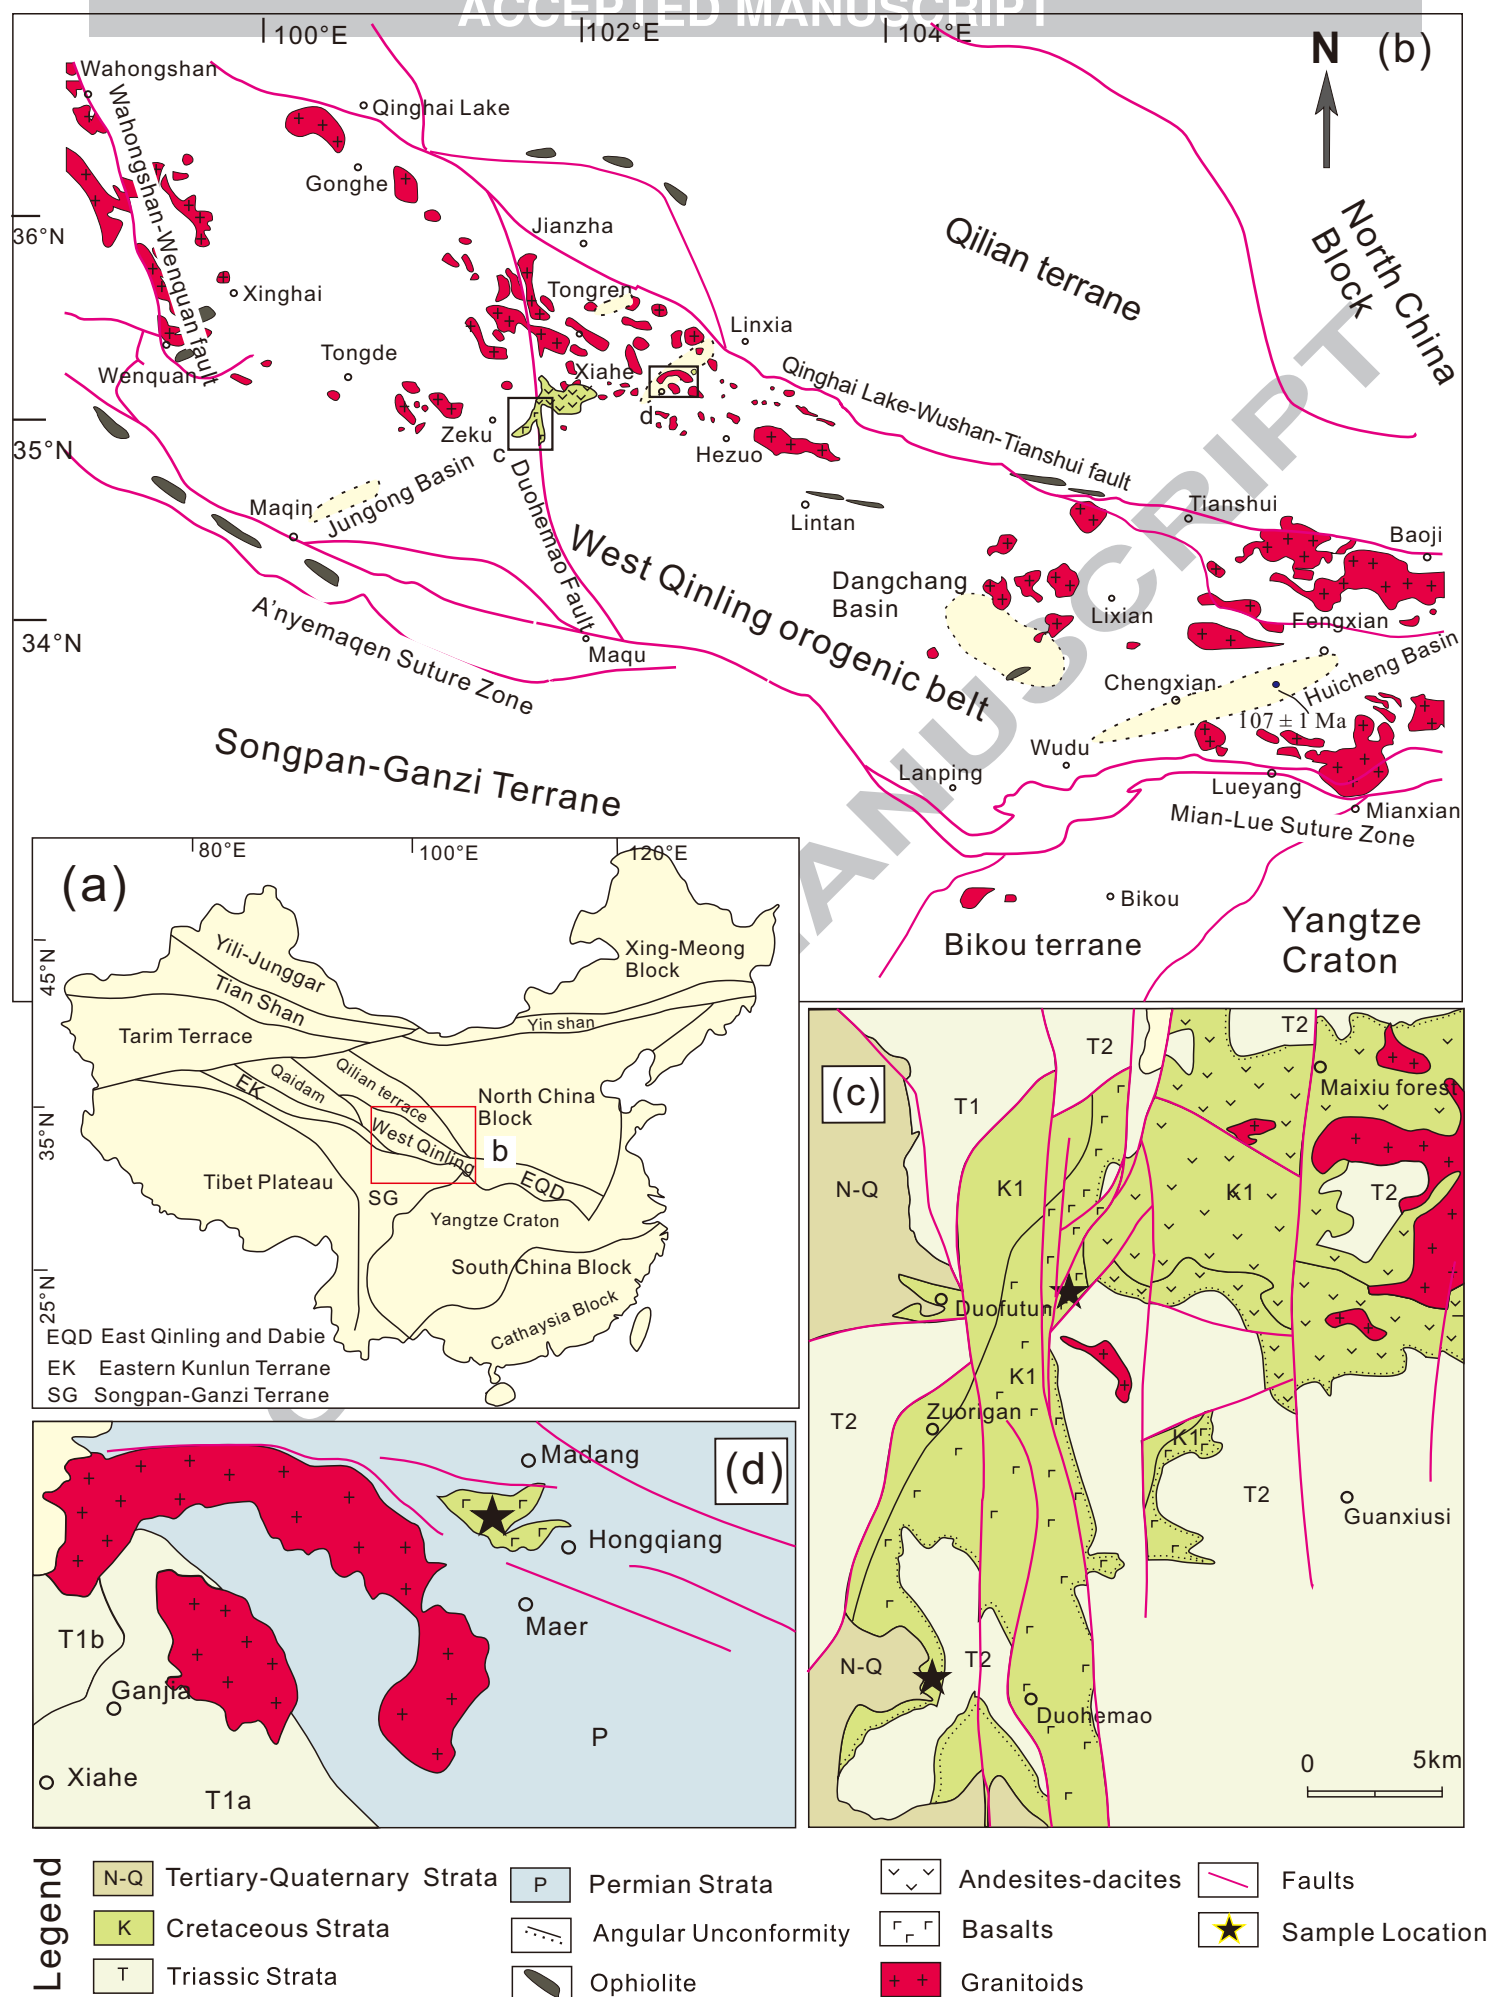 ACCEPTED MANUSCRIPT
100°E
102°E
104°E
N
(b)
Wahongshan
Qinghai Lake
Wahongshan-Wenquan fault
Gonghe
Jianzha
36°N
Qilian terrane
North China
Block
Xinghai
Tongren
Linxia
Tongde
Xiahe
Wenquan
Qinghai Lake-Wushan-Tianshui fault
d
Zeku
c
Hezuo
35°N
Jungong Basin
Duohemao Fault
Maqin
Lintan
Tianshui
Baoji
West Qinling orogenic belt
Dangchang
Basin
Lixian
Fengxian
34°N
A'nyemaqen Suture Zone
Maqu
Huicheng Basin
Chengxian
107 ± 1 Ma
Songpan-Ganzi Terrane
Wudu
Lanping
Lueyang
Mianxian
Mian-Lue Suture Zone
Bikou
Bikou terrane
Yangtze
Craton
(a)
80°E
100°E
120°E
45°N
35°N
25°N
Yili-Junggar
Tian Shan
Xing-Meong
Block
Yin shan
Tarim Terrace
Qaidam
Qilian terrace
EK
North China
Block
West Qinling
b
Tibet Plateau
SG
EQD
Yangtze Craton
South China Block
Cathaysia Block
EQD East Qinling and Dabie
EK Eastern Kunlun Terrane
SG Songpan-Ganzi Terrane
(c)
T2
T2
Maixiu forest
T1
N-Q
K1
K1
T2
Duofutun
K1
T2
Zuorigan
K1
T2
Guanxiusi
N-Q
T2
Duohemao
0
5km
(d)
Madang
Hongqiang
Maer
T1b
Ganjia
P
Xiahe
T1a
Legend
N-Q Tertiary-Quaternary Strata
K Cretaceous Strata
T Triassic Strata
P Permian Strata
Angular Unconformity
Ophiolite
Andesites-dacites
Basalts
Granitoids
Faults
Sample Location